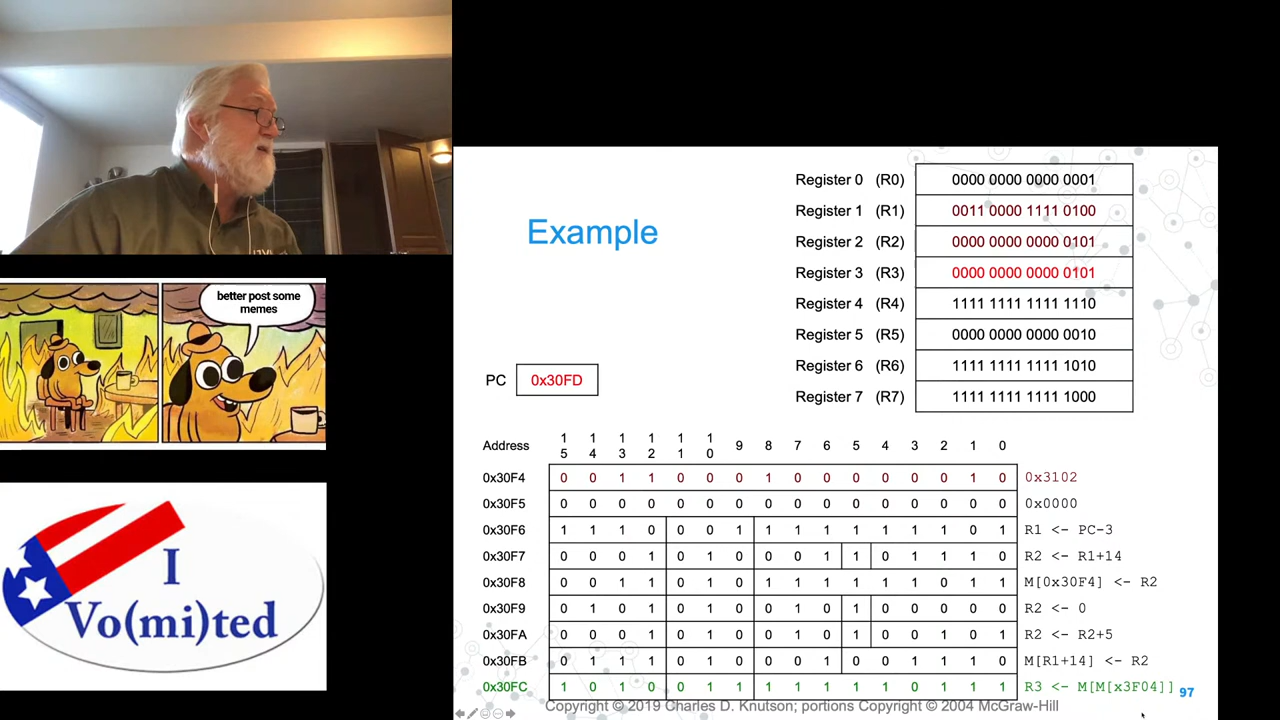 better post some
memes
I
Vo(mi)ted
Example
PC 0x30FD
Register 0 (R0) 0000 0000 0000 0001
Register 1 (R1) 0011 0000 1111 0100
Register 2 (R2) 0000 0000 0000 0101
Register 3 (R3) 0000 0000 0000 0101
Register 4 (R4) 1111 1111 1111 1110
Register 5 (R5) 0000 0000 0000 0010
Register 6 (R6) 1111 1111 1111 1010
Register 7 (R7) 1111 1111 1111 1000
Address 15 14 13 12 11 10 9 8 7 6 5 4 3 2 1 0
0x30F4 0 0 1 1 0 0 0 1 0 0 0 0 0 0 1 0 0x3102
0x30F5 0 0 0 0 0 0 0 0 0 0 0 0 0 0 0 0 0x0000
0x30F6 1 1 1 0 0 0 1 1 1 1 1 1 1 1 0 1 R1 <- PC-3
0x30F7 0 0 0 1 0 1 0 0 0 1 1 0 1 1 1 0 R2 <- R1+14
0x30F8 0 0 1 1 0 1 0 1 1 1 1 1 1 0 1 1 M[0x30F4] <- R2
0x30F9 0 1 0 1 0 1 0 0 1 0 1 0 0 0 0 0 R2 <- 0
0x30FA 0 0 0 1 0 1 0 0 1 0 1 0 0 1 0 1 R2 <- R2+5
0x30FB 0 1 1 1 0 1 0 0 0 1 0 0 1 1 1 0 M[R1+14] <- R2
0x30FC 1 0 1 0 0 1 1 1 1 1 1 1 0 1 1 1 R3 <- M[M[x3F04]]
97
Copyright © 2019 Charles D. Knutson; portions Copyright © 2004 McGraw-Hill